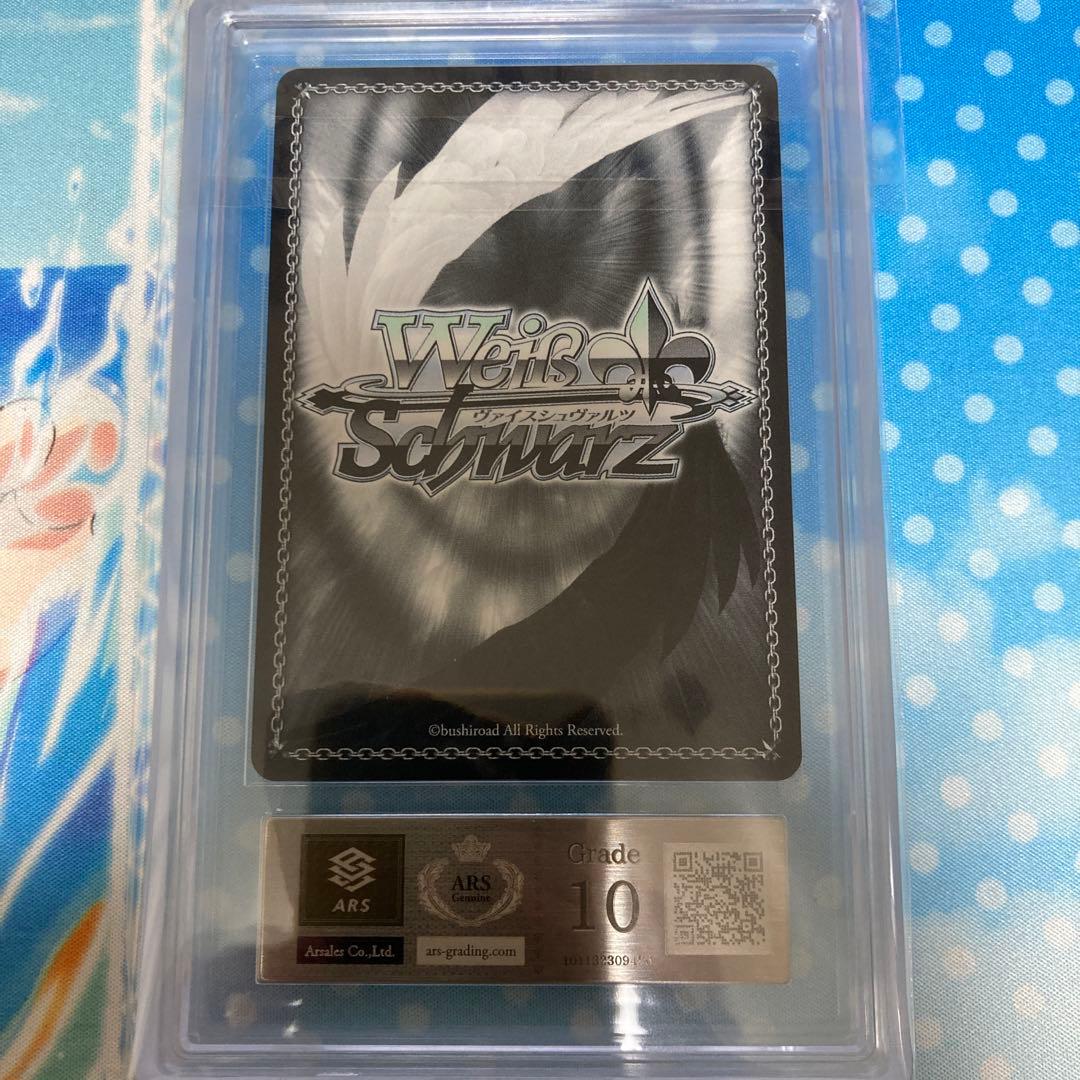 Weiß
ヴァイスシュヴァルツ
Schwarz
©bushiroad All Rights Reserved.
ARS
Arsales Co.,Ltd.
ARS
Genuine
ars-grading.com
Grade
10